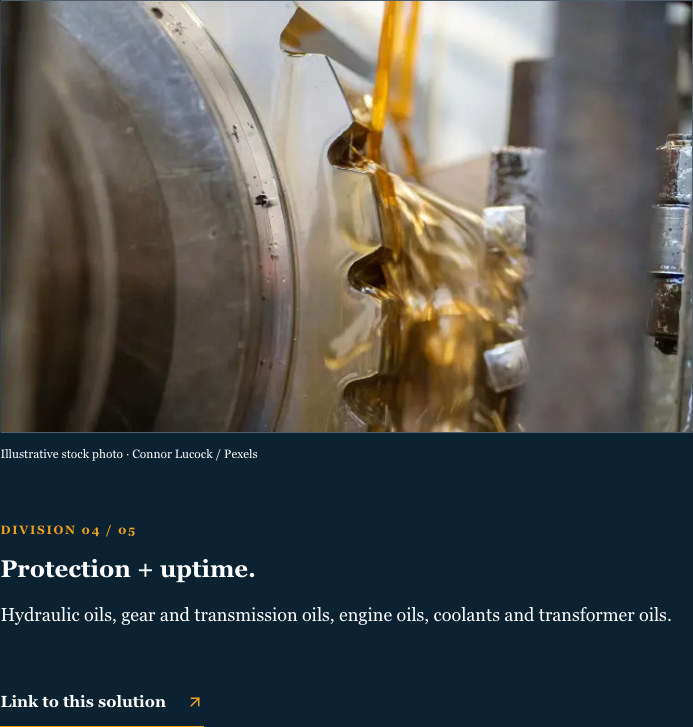 Illustrative stock photo · Connor Lucock / Pexels
DIVISION 04 / 05
Protection + uptime.
Hydraulic oils, gear and transmission oils, engine oils, coolants and transformer oils.
Link to this solution